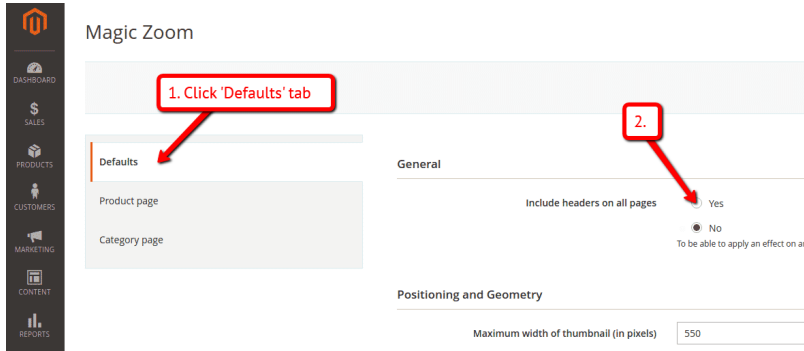 Magic Zoom
DASHBOARD
SALES
PRODUCTS
CUSTOMERS
MARKETING
CONTENT
REPORTS
1. Click 'Defaults' tab
2.
Defaults
Product page
Category page
General
Include headers on all pages
Yes
No
To be able to apply an effect on
Positioning and Geometry
Maximum width of thumbnail (in pixels)
550